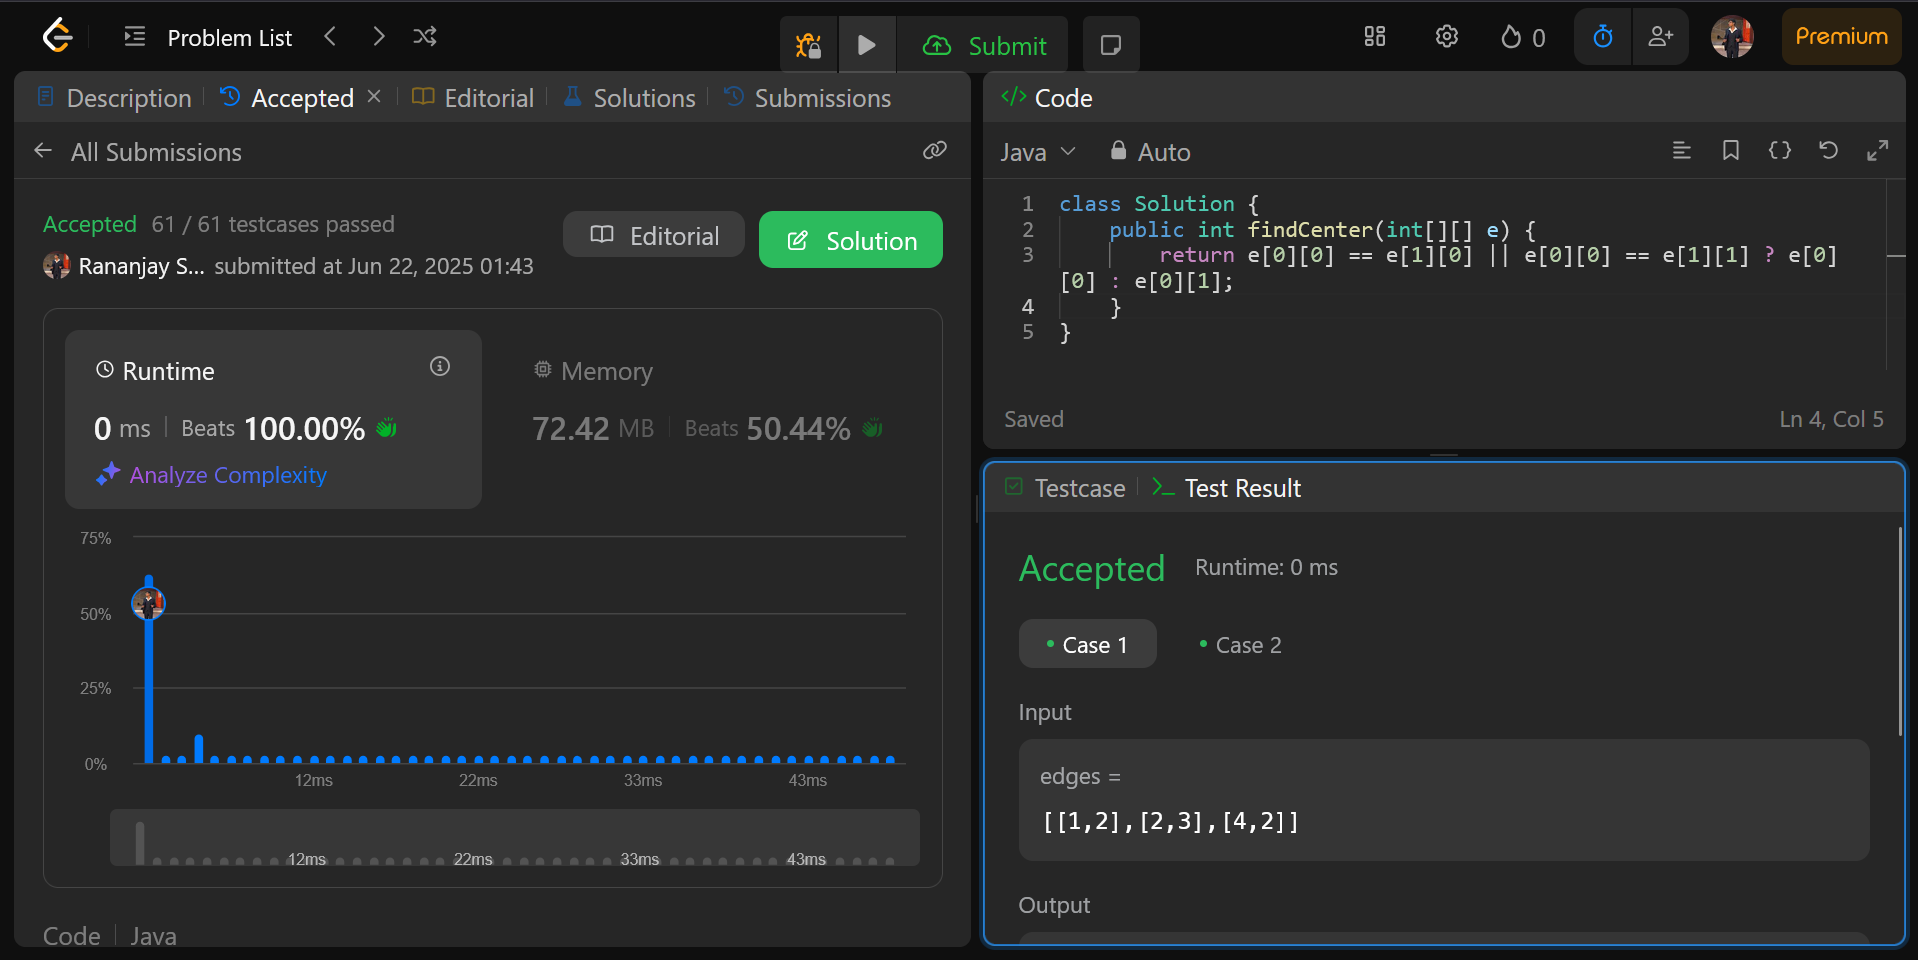 Problem List
Submit
0
Premium
Description
Accepted
Editorial
Solutions
Submissions
All Submissions
Accepted 61 / 61 testcases passed
Rananjay S... submitted at Jun 22, 2025 01:43
Editorial
Solution
Runtime
0 ms Beats 100.00%
Analyze Complexity
Memory
72.42 MB Beats 50.44%
75%
50%
25%
0%
12ms 22ms 33ms 43ms
12ms 22ms 33ms 43ms
Code Java
</> Code
Java Auto
1 class Solution {
2 public int findCenter(int[][] e) {
3 return e[0][0] == e[1][0] || e[0][0] == e[1][1] ? e[0]
[0] : e[0][1];
4 }
5 }
Saved Ln 4, Col 5
Testcase
Test Result
Accepted Runtime: 0 ms
Case 1 Case 2
Input
edges =
[[1,2],[2,3],[4,2]]
Output